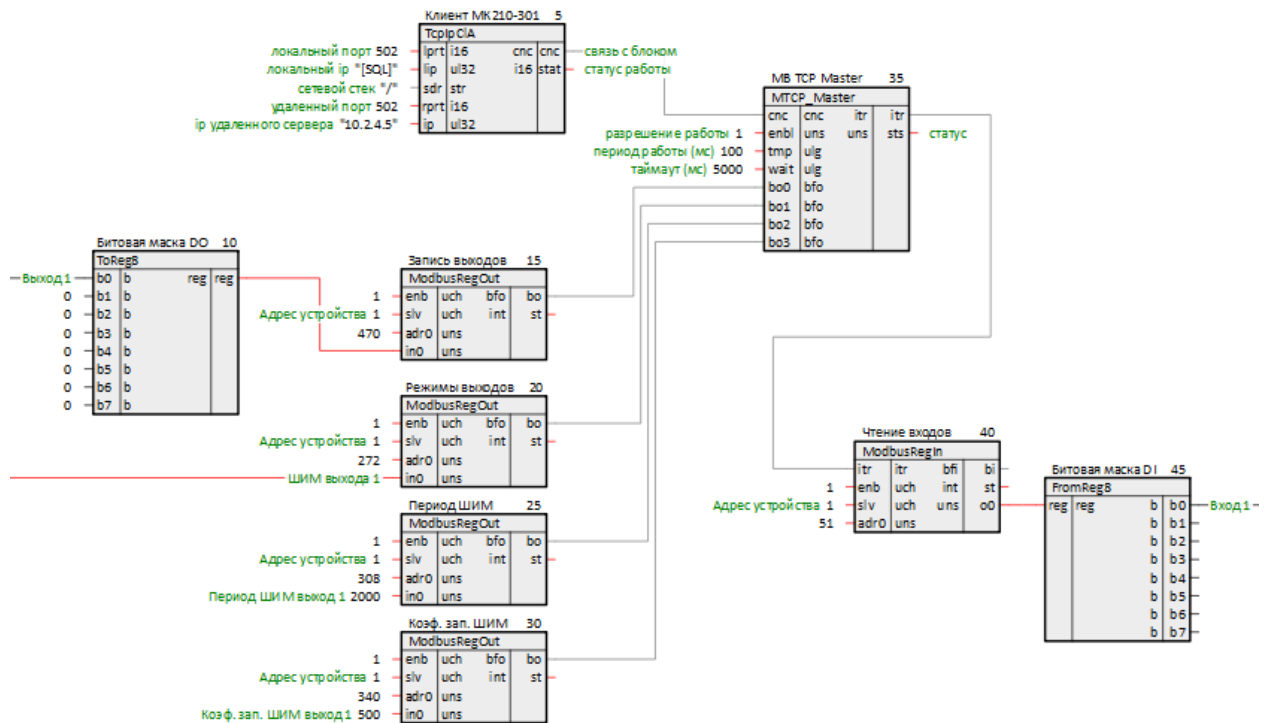 Клиент МК210-301 5
TcpIpClA
локальный порт 502 lprt i16 cnc cnc связь с блоком
локальный ip "[SQL]" lip ul32 i16 stat статус работы
сетевой стек "/" sdr str
удаленный порт 502 rprt i16
ip удаленного сервера "10.2.4.5" ip ul32
MB TCP Master 35
MTCP_Master
cnc cnc itr itr
разрешение работы 1 enbl uns uns sts статус
период работы (мс) 100 tmp ulg
таймаут (мс) 5000 wait ulg
bo0 bfo
bo1 bfo
bo2 bfo
bo3 bfo
Битовая маска DO 10
ToReg8
Выход 1 b0 b reg reg
0 b1 b
0 b2 b
0 b3 b
0 b4 b
0 b5 b
0 b6 b
0 b7 b
Запись выходов 15
ModbusRegOut
1 enb uch bfo bo
Адрес устройства 1 slv uch int st
470 adr0 uns
in0 uns
Режимы выходов 20
ModbusRegOut
1 enb uch bfo bo
Адрес устройства 1 slv uch int st
272 adr0 uns
ШИМ выхода 1 in0 uns
Период ШИМ 25
ModbusRegOut
1 enb uch bfo bo
Адрес устройства 1 slv uch int st
308 adr0 uns
Период ШИМ выход 1 2000 in0 uns
Коэф. зап. ШИМ 30
ModbusRegOut
1 enb uch bfo bo
Адрес устройства 1 slv uch int st
340 adr0 uns
Коэф. зап. ШИМ выход 1 500 in0 uns
Чтение входов 40
ModbusRegIn
itr itr bfi bi
1 enb uch int st
Адрес устройства 1 slv uch uns o0
51 adr0 uns
Битовая маска DI 45
FromReg8
reg reg b b0 Вход 1
b b1
b b2
b b3
b b4
b b5
b b6
b b7